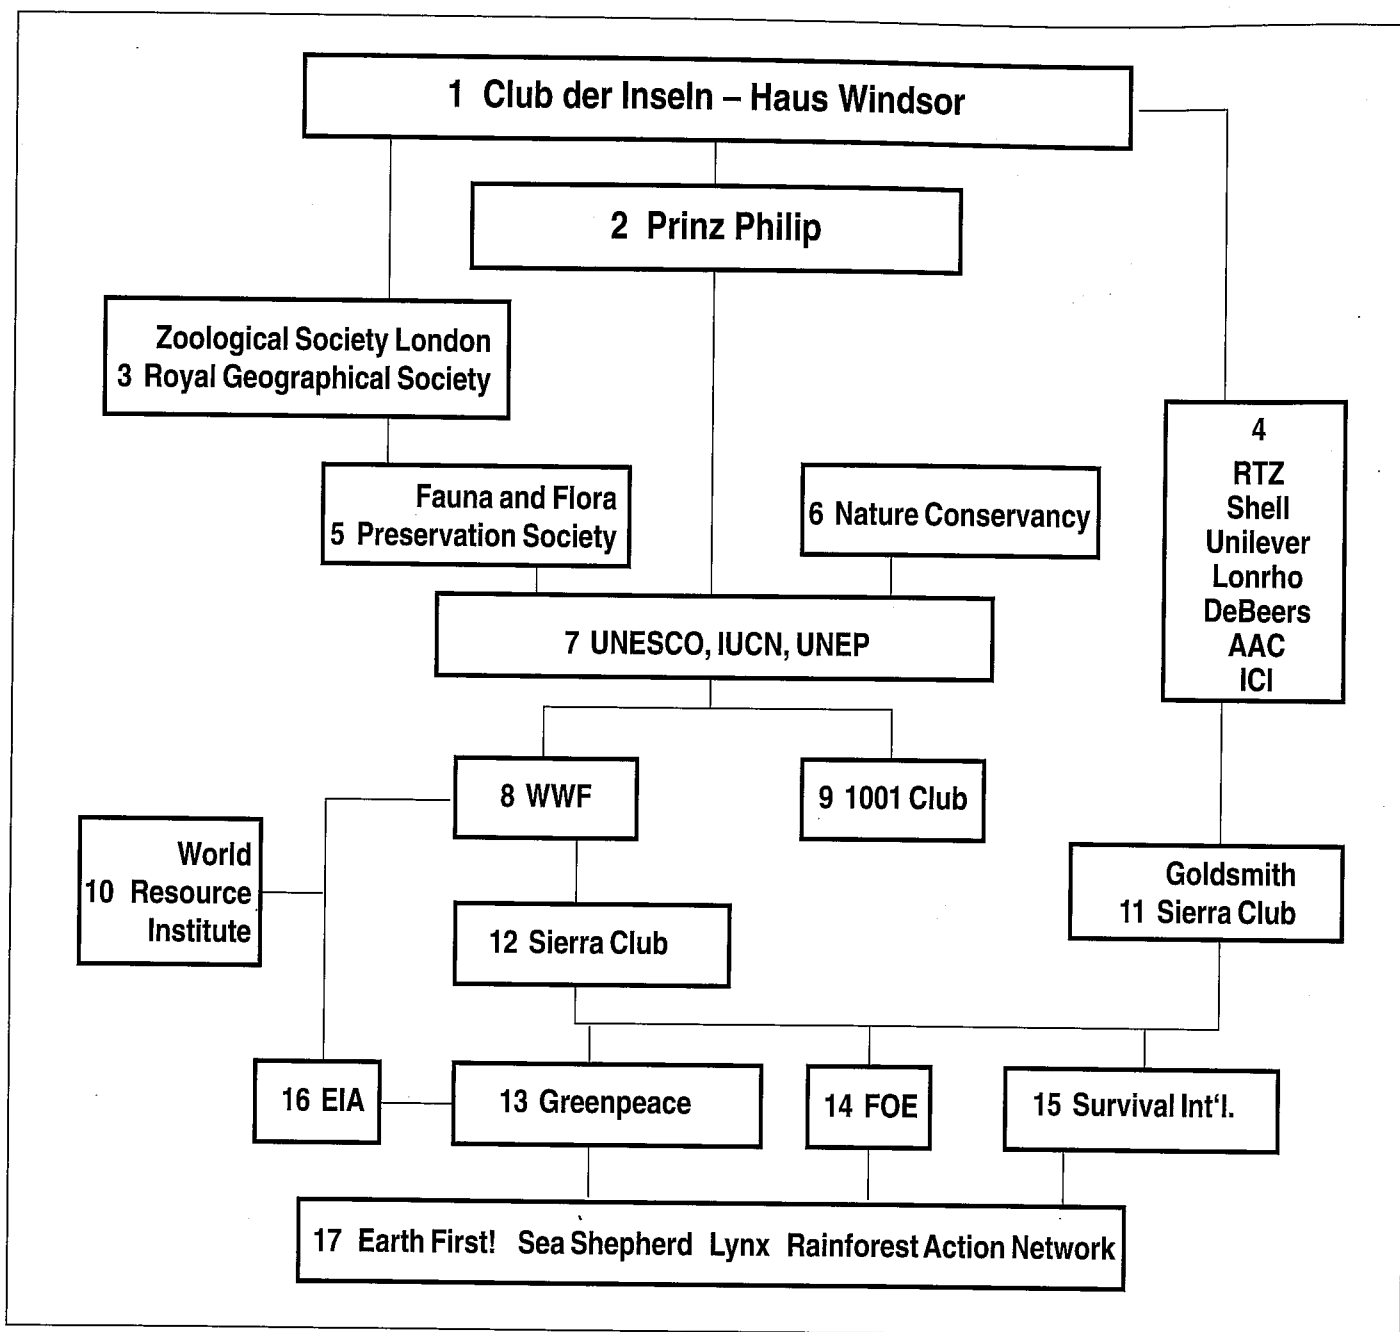 1 Club der Inseln – Haus Windsor
2 Prinz Philip
Zoological Society London
3 Royal Geographical Society
4
RTZ
Shell
Unilever
Lonrho
DeBeers
AAC
ICI
Fauna and Flora
5 Preservation Society
6 Nature Conservancy
7 UNESCO, IUCN, UNEP
8 WWF
9 1001 Club
World
10 Resource
Institute
Goldsmith
11 Sierra Club
12 Sierra Club
16 EIA
13 Greenpeace
14 FOE
15 Survival Int‘l.
17 Earth First! Sea Shepherd Lynx Rainforest Action Network